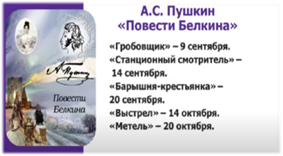 А.С. Пушкин
«Повести Белкина»
«Гробовщик» – 9 сентября.
«Станционный смотритель» –
14 сентября.
«Барышня-крестьянка» –
20 сентября.
«Выстрел» – 14 октября.
«Метель» – 20 октября.
А. Пушкин
Повести
Белкина